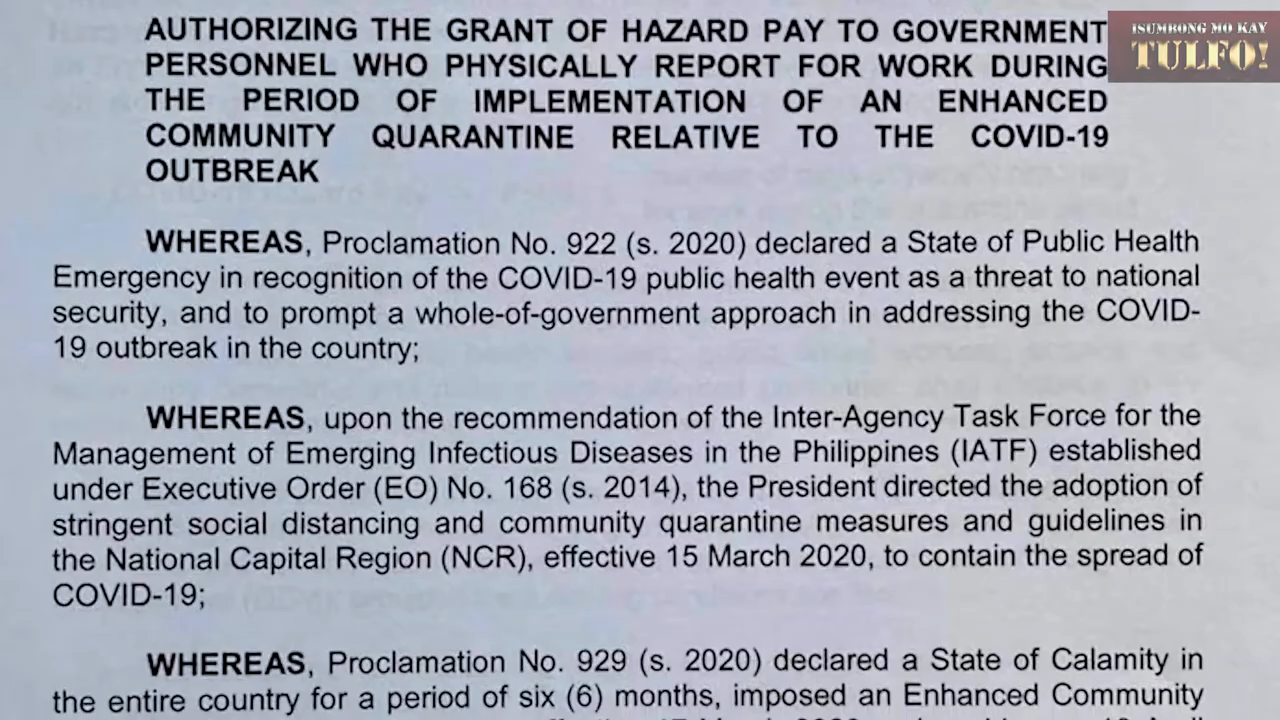 AUTHORIZING THE GRANT OF HAZARD PAY TO GOVERNMENT
PERSONNEL WHO PHYSICALLY REPORT FOR WORK DURING
THE PERIOD OF IMPLEMENTATION OF AN ENHANCED
COMMUNITY QUARANTINE RELATIVE TO THE COVID-19
OUTBREAK
ISUMBONG MO KAY
TULFO!
WHEREAS, Proclamation No. 922 (s. 2020) declared a State of Public Health
Emergency in recognition of the COVID-19 public health event as a threat to national
security, and to prompt a whole-of-government approach in addressing the COVID-
19 outbreak in the country;
WHEREAS, upon the recommendation of the Inter-Agency Task Force for the
Management of Emerging Infectious Diseases in the Philippines (IATF) established
under Executive Order (EO) No. 168 (s. 2014), the President directed the adoption of
stringent social distancing and community quarantine measures and guidelines in
the National Capital Region (NCR), effective 15 March 2020, to contain the spread of
COVID-19;
WHEREAS, Proclamation No. 929 (s. 2020) declared a State of Calamity in
the entire country for a period of six (6) months, imposed an Enhanced Community